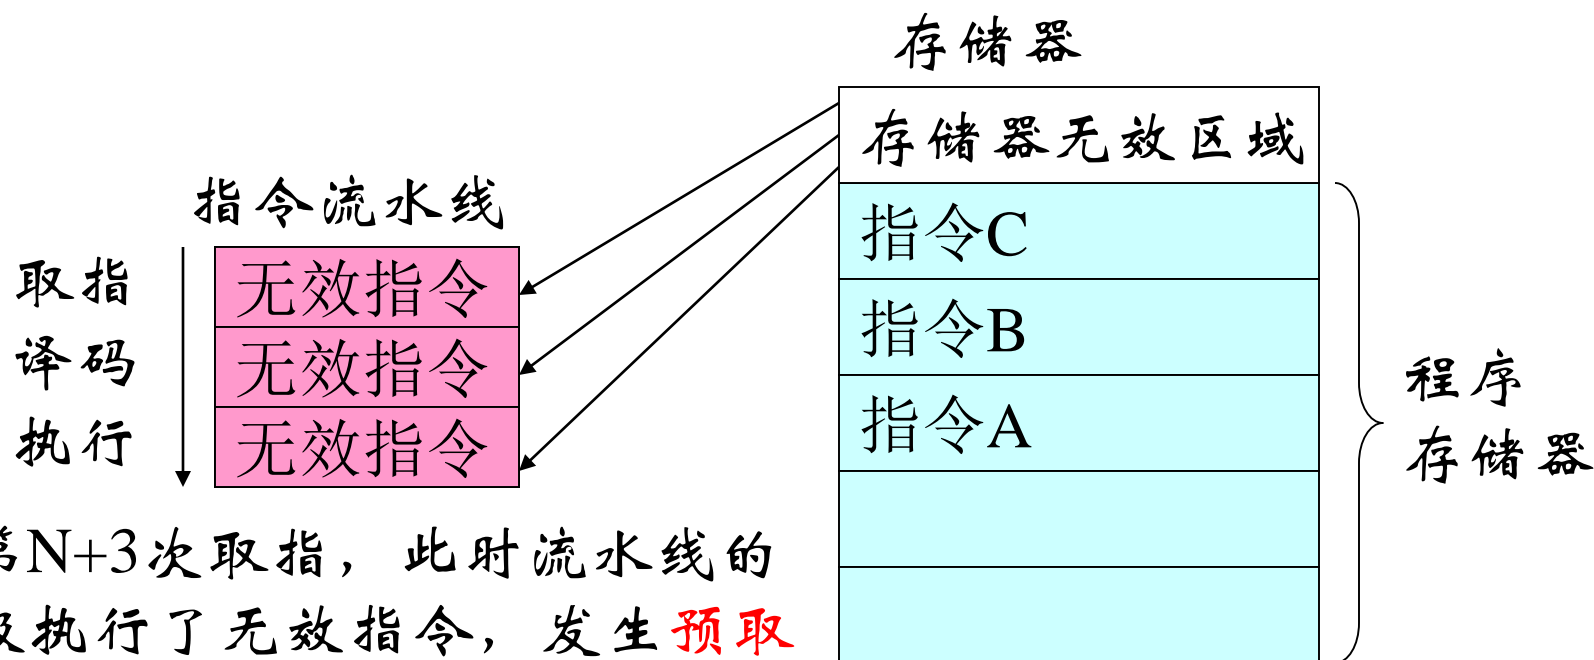 存储器
存储器无效区域
指令流水线
指令C
取指
无效指令
指令B
译码
无效指令
程序
存储器
执行
无效指令
指令A
第N+3次取指，此时流水线的
级执行了无效指令，发生预取